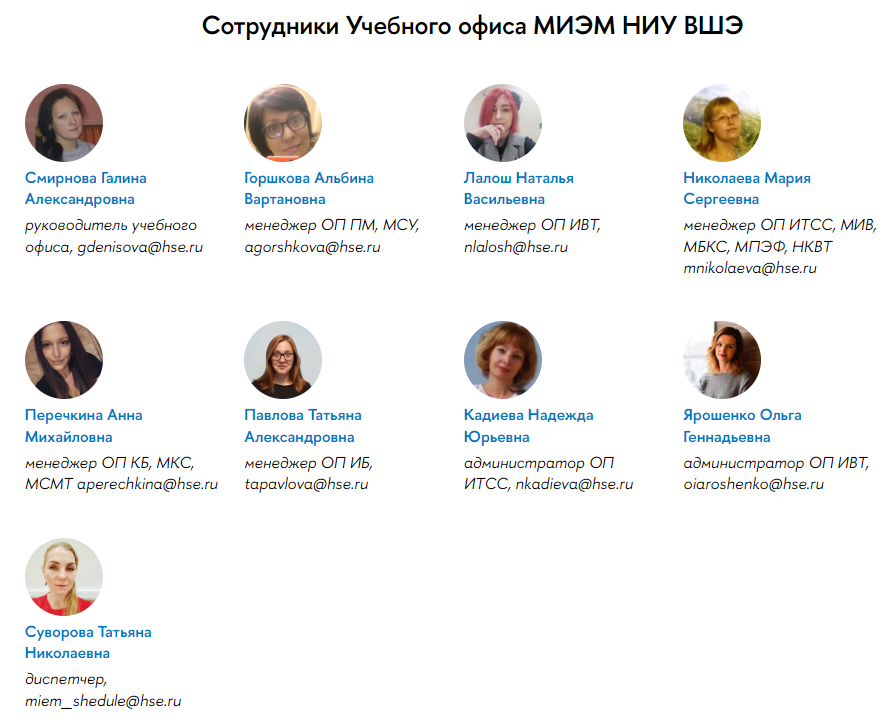 Сотрудники Учебного офиса МИЭМ НИУ ВШЭ
Смирнова Галина
Александровна
руководитель учебного
офиса, gdenisova@hse.ru
Горшкова Альбина
Вартановна
менеджер ОП ПМ, МСУ,
agorshkova@hse.ru
Лалош Наталья
Васильевна
менеджер ОП ИВТ,
nlalosh@hse.ru
Николаева Мария
Сергеевна
менеджер ОП ИТСС, МИВ,
МБКС, МПЭФ, НКВТ
mnikolaeva@hse.ru
Перечкина Анна
Михайловна
менеджер ОП КБ, МКС,
МСМТ aperechkina@hse.ru
Павлова Татьяна
Александровна
менеджер ОП ИБ,
tapavlova@hse.ru
Кадиева Надежда
Юрьевна
администратор ОП
ИТСС, nkadieva@hse.ru
Ярошенко Ольга
Геннадьевна
администратор ОП ИВТ,
oiaroshenko@hse.ru
Суворова Татьяна
Николаевна
диспетчер,
miem_shedule@hse.ru